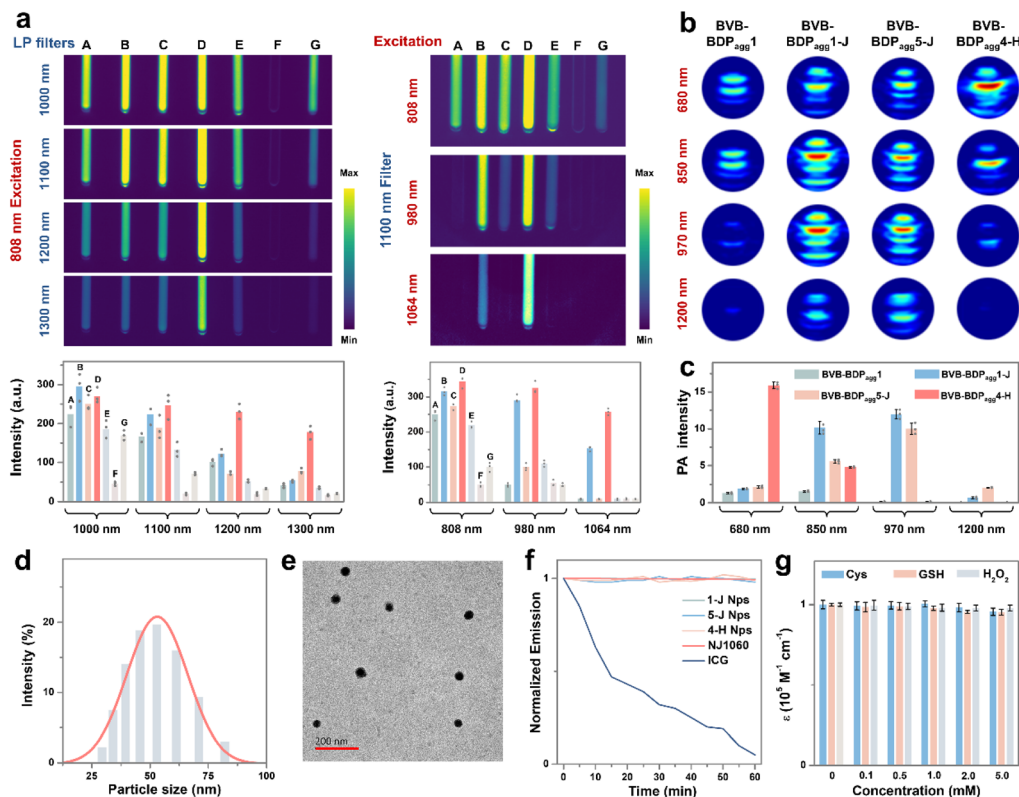 a
LP filters A B C D E F G
808 nm Excitation
1000 nm
1100 nm
1200 nm
1300 nm
Max
Min
Excitation A B C D E F G
1100 nm Filter
808 nm
980 nm
1064 nm
Max
Min
Intensity (a.u.)
300
200
100
0
A B C D E F G
1000 nm 1100 nm 1200 nm 1300 nm
Intensity (a.u.)
300
200
100
0
A B C D E F G
808 nm 980 nm 1064 nm
b
BVB-BDPagg1 BVB-BDPagg1-J BVB-BDPagg5-J BVB-BDPagg4-H
680 nm
850 nm
970 nm
1200 nm
c
BVB-BDPagg1 BVB-BDPagg1-J
BVB-BDPagg5-J BVB-BDPagg4-H
PA intensity
15
10
5
0
680 nm 850 nm 970 nm 1200 nm
d
Intensity (%)
20
10
0
25 50 75 100
Particle size (nm)
e
200 nm
f
Normalized Emission
1
0
1-J Nps
5-J Nps
4-H Nps
NJ1060
ICG
0 10 20 30 40 50 60
Time (min)
g
Cys GSH H₂O₂
ε (10⁵ M⁻¹ cm⁻¹)
1
0
0 0.1 0.5 1.0 2.0 5.0
Concentration (mM)